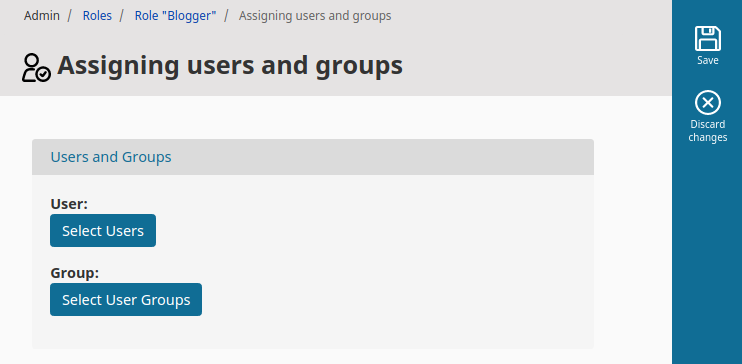 Admin / Roles / Role "Blogger" / Assigning users and groups
Assigning users and groups
Users and Groups
User:
Select Users
Group:
Select User Groups
Save
Discard
changes